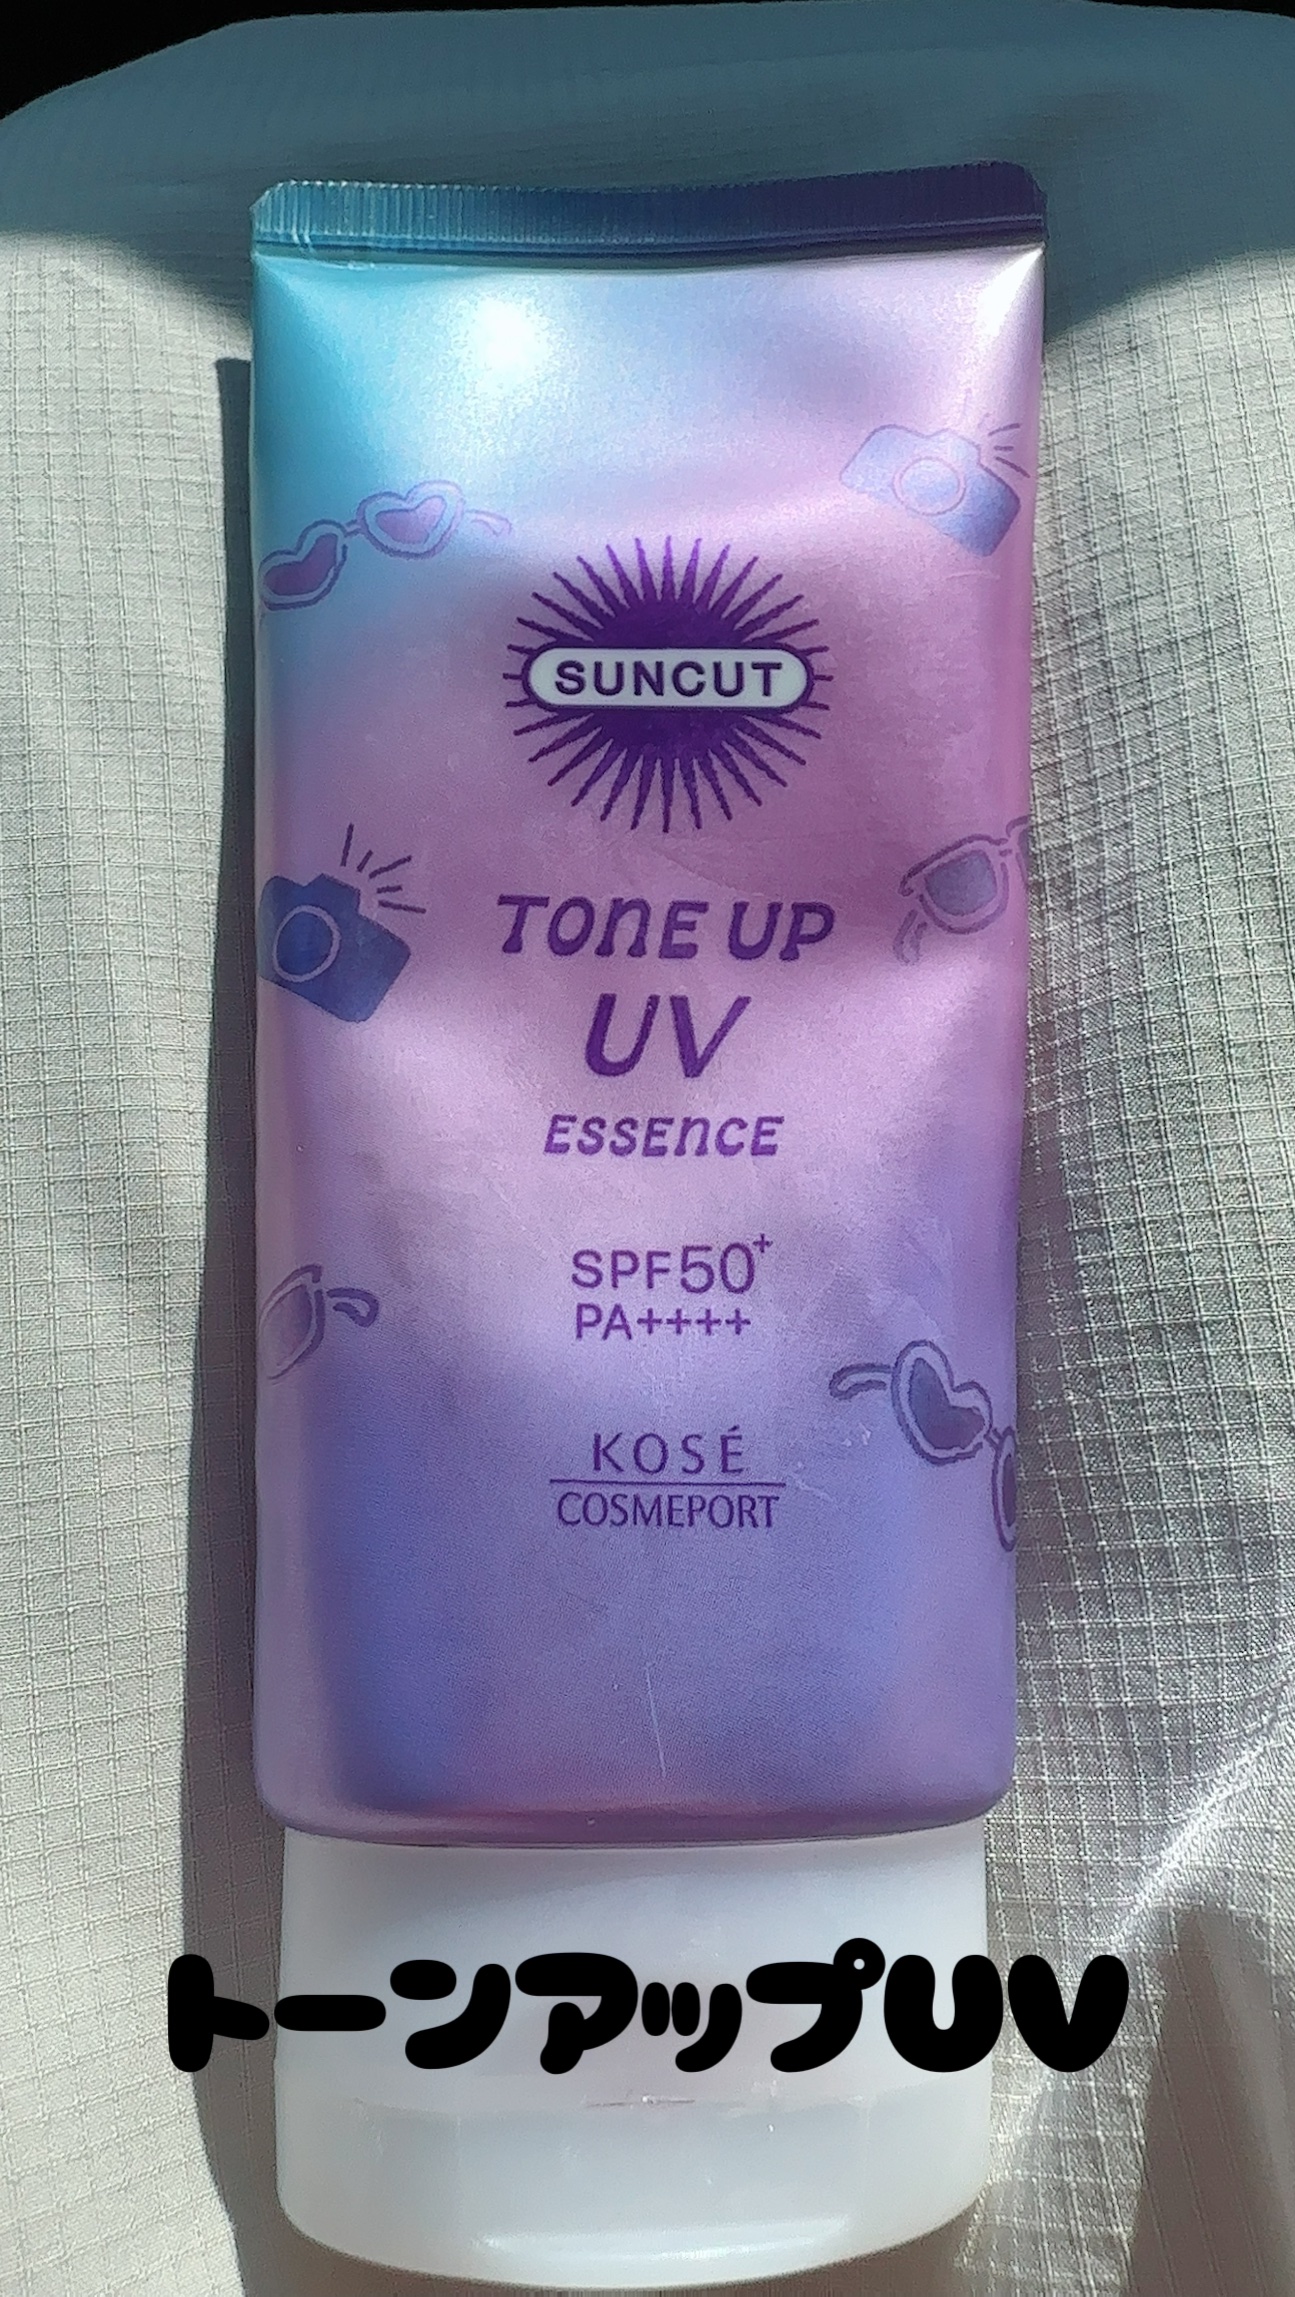 SUNCUT
TONE UP
UV
ESSENCE
SPF50+
PA++++
KOSÉ
COSMEPORT
トーンアップUV